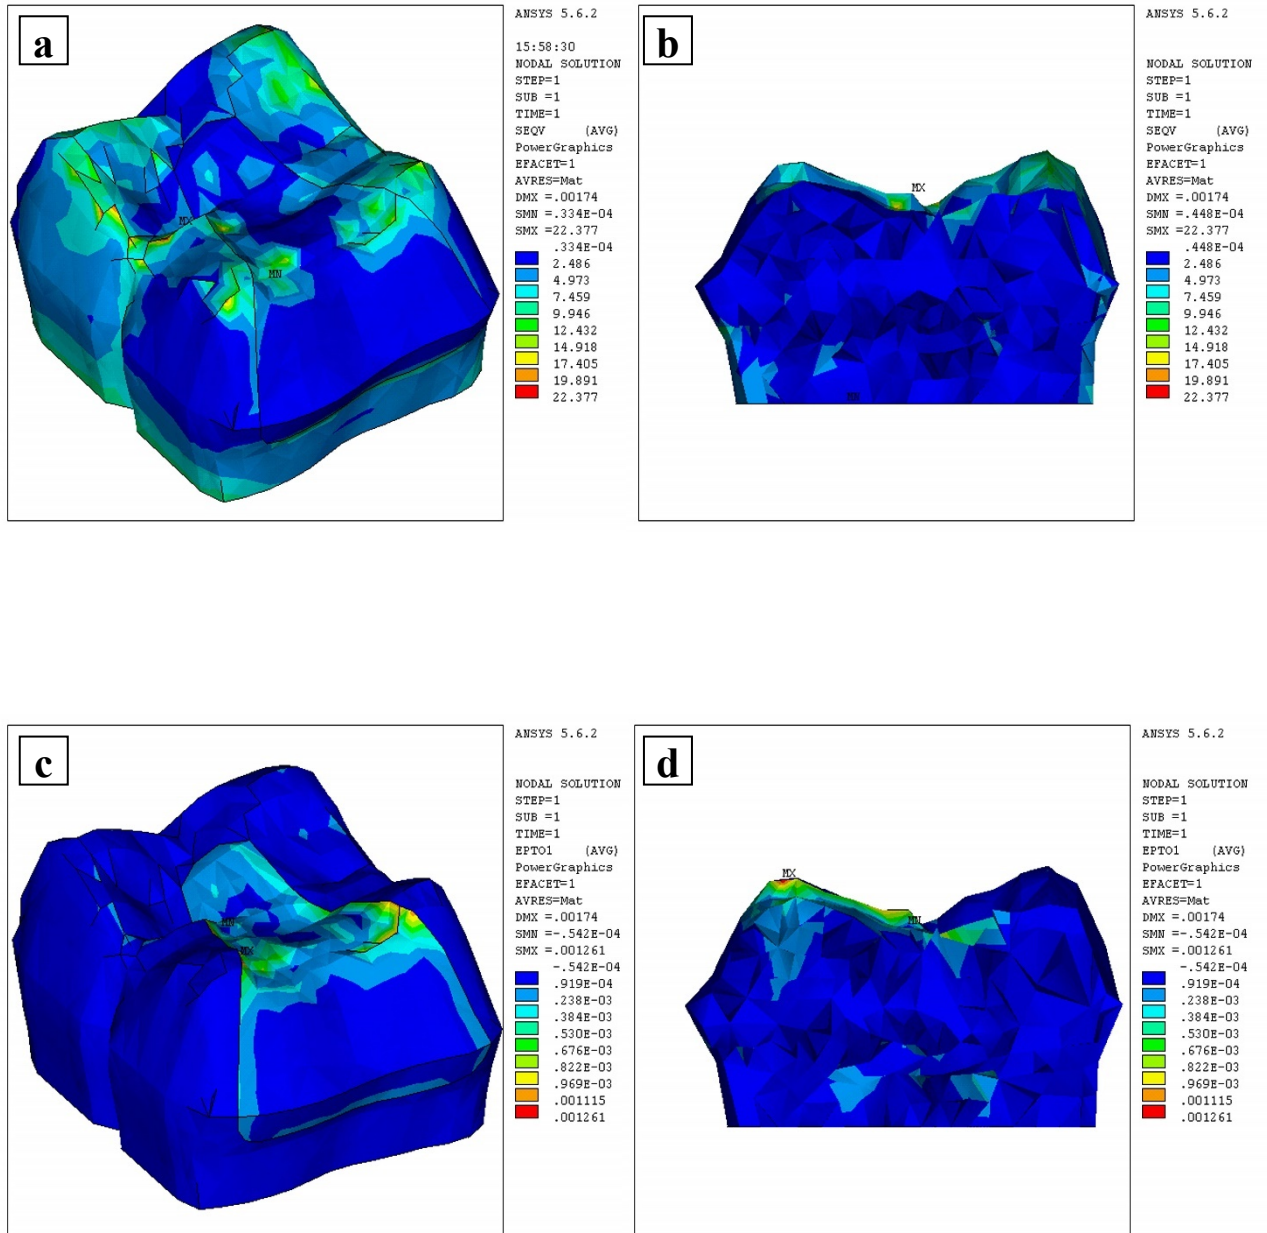 a
ANSYS 5.6.2
15:58:30
NODAL SOLUTION
STEP=1
SUB =1
TIME=1
SEQV (AVG)
PowerGraphics
EFACET=1
AVRES=Mat
DMX =.00174
SMN =.334E-04
SMX =22.377
.334E-04
2.486
4.973
7.459
9.946
12.432
14.918
17.405
19.891
22.377
MX
MN
b
ANSYS 5.6.2
NODAL SOLUTION
STEP=1
SUB =1
TIME=1
SEQV (AVG)
PowerGraphics
EFACET=1
AVRES=Mat
DMX =.00174
SMN =.448E-04
SMX =22.377
.448E-04
2.486
4.973
7.459
9.946
12.432
14.918
17.405
19.891
22.377
MX
MN
c
ANSYS 5.6.2
NODAL SOLUTION
STEP=1
SUB =1
TIME=1
EPTO1 (AVG)
PowerGraphics
EFACET=1
AVRES=Mat
DMX =.00174
SMN =-.542E-04
SMX =.001261
-.542E-04
.919E-04
.238E-03
.384E-03
.530E-03
.676E-03
.822E-03
.969E-03
.001115
.001261
MN
MX
d
ANSYS 5.6.2
NODAL SOLUTION
STEP=1
SUB =1
TIME=1
EPTO1 (AVG)
PowerGraphics
EFACET=1
AVRES=Mat
DMX =.00174
SMN =-.542E-04
SMX =.001261
-.542E-04
.919E-04
.238E-03
.384E-03
.530E-03
.676E-03
.822E-03
.969E-03
.001115
.001261
MX
MN